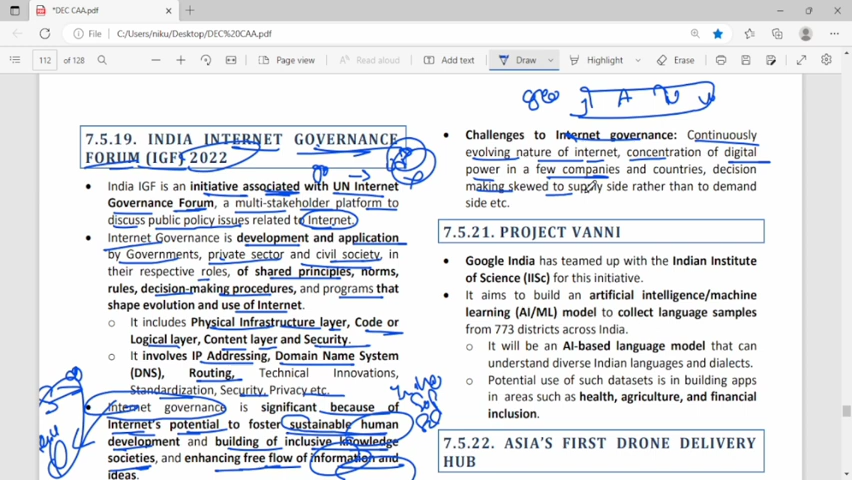 *DEC CAA.pdf
File
C:/Users/niku/Desktop/DEC%20CAA.pdf
112 of 128
Page view
Read aloud
Add text
Draw
Highlight
Erase
7.5.19. INDIA INTERNET GOVERNANCE
FORUM (IGF) 2022
India IGF is an initiative associated with UN Internet
Governance Forum, a multi-stakeholder platform to
discuss public policy issues related to Internet.
Internet Governance is development and application
by Governments, private sector and civil society, in
their respective roles, of shared principles, norms,
rules, decision-making procedures, and programs that
shape evolution and use of Internet.
It includes Physical Infrastructure layer, Code or
Logical layer, Content layer and Security.
It involves IP Addressing, Domain Name System
(DNS), Routing, Technical Innovations,
Standardization, Security, Privacy etc.
Internet governance is significant because of
Internet's potential to foster sustainable human
development and building of inclusive knowledge
societies, and enhancing free flow of information and
ideas.
Challenges to Internet governance: Continuously
evolving nature of internet, concentration of digital
power in a few companies and countries, decision
making skewed to supply side rather than to demand
side etc.
7.5.21. PROJECT VANNI
Google India has teamed up with the Indian Institute
of Science (IISc) for this initiative.
It aims to build an artificial intelligence/machine
learning (AI/ML) model to collect language samples
from 773 districts across India.
It will be an AI-based language model that can
understand diverse Indian languages and dialects.
Potential use of such datasets is in building apps
in areas such as health, agriculture, and financial
inclusion.
7.5.22. ASIA'S FIRST DRONE DELIVERY
HUB